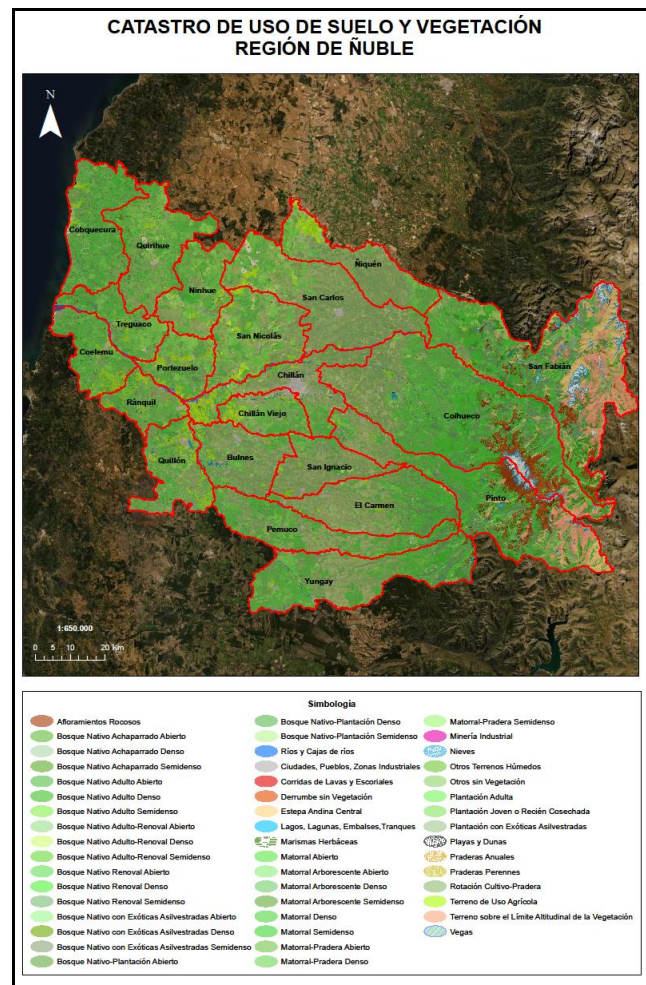 CATASTRO DE USO DE SUELO Y VEGETACIÓN
REGIÓN DE ÑUBLE
N
Cobquecura
Quirihue
Ñiquén
Ninhue
San Carlos
Treguaco
San Nicolás
Coelemu
Portezuelo
San Fabián
Chillán
Ránquil
Chillán Viejo
Coihueco
Quillón
Bulnes
San Ignacio
Pinto
El Carmen
Pemuco
Yungay
1:650.000
0 5 10 20 Km
Simbología
Afloramientos Rocosos
Bosque Nativo Achaparrado Abierto
Bosque Nativo Achaparrado Denso
Bosque Nativo Achaparrado Semidenso
Bosque Nativo Adulto Abierto
Bosque Nativo Adulto Denso
Bosque Nativo Adulto Semidenso
Bosque Nativo Adulto-Renoval Abierto
Bosque Nativo Adulto-Renoval Denso
Bosque Nativo Adulto-Renoval Semidenso
Bosque Nativo Renoval Abierto
Bosque Nativo Renoval Denso
Bosque Nativo Renoval Semidenso
Bosque Nativo con Exóticas Asilvestradas Abierto
Bosque Nativo con Exóticas Asilvestradas Denso
Bosque Nativo con Exóticas Asilvestradas Semidenso
Bosque Nativo-Plantación Abierto
Bosque Nativo-Plantación Denso
Bosque Nativo-Plantación Semidenso
Ríos y Cajas de ríos
Ciudades, Pueblos, Zonas Industriales
Corridas de Lavas y Escoriales
Derrumbe sin Vegetación
Estepa Andina Central
Lagos, Lagunas, Embalses,Tranques
Marismas Herbáceas
Matorral Abierto
Matorral Arborescente Abierto
Matorral Arborescente Denso
Matorral Arborescente Semidenso
Matorral Denso
Matorral Semidenso
Matorral-Pradera Abierto
Matorral-Pradera Denso
Matorral-Pradera Semidenso
Minería Industrial
Nieves
Otros Terrenos Húmedos
Otros sin Vegetación
Plantación Adulta
Plantación Joven o Recién Cosechada
Plantación con Exóticas Asilvestradas
Playas y Dunas
Praderas Anuales
Praderas Perennes
Rotación Cultivo-Pradera
Terreno de Uso Agrícola
Terreno sobre el Límite Altitudinal de la Vegetación
Vegas